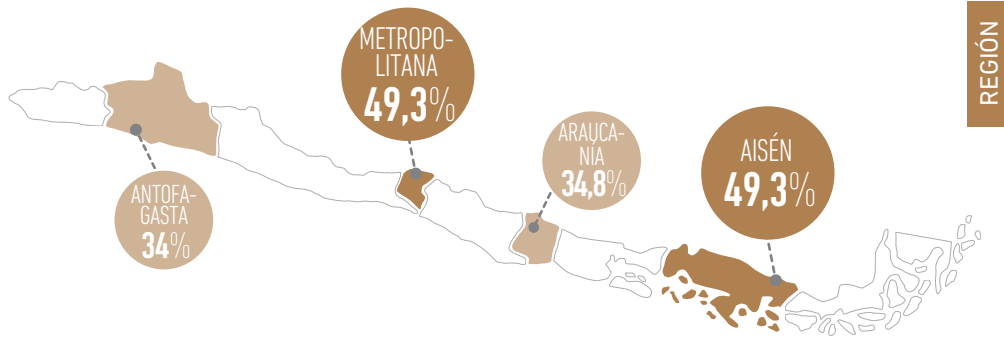 METROPO-
LITANA
49,3%
REGIÓN
ARAUCA-
NÍA
34,8%
AISÉN
49,3%
ANTOFA-
GASTA
34%